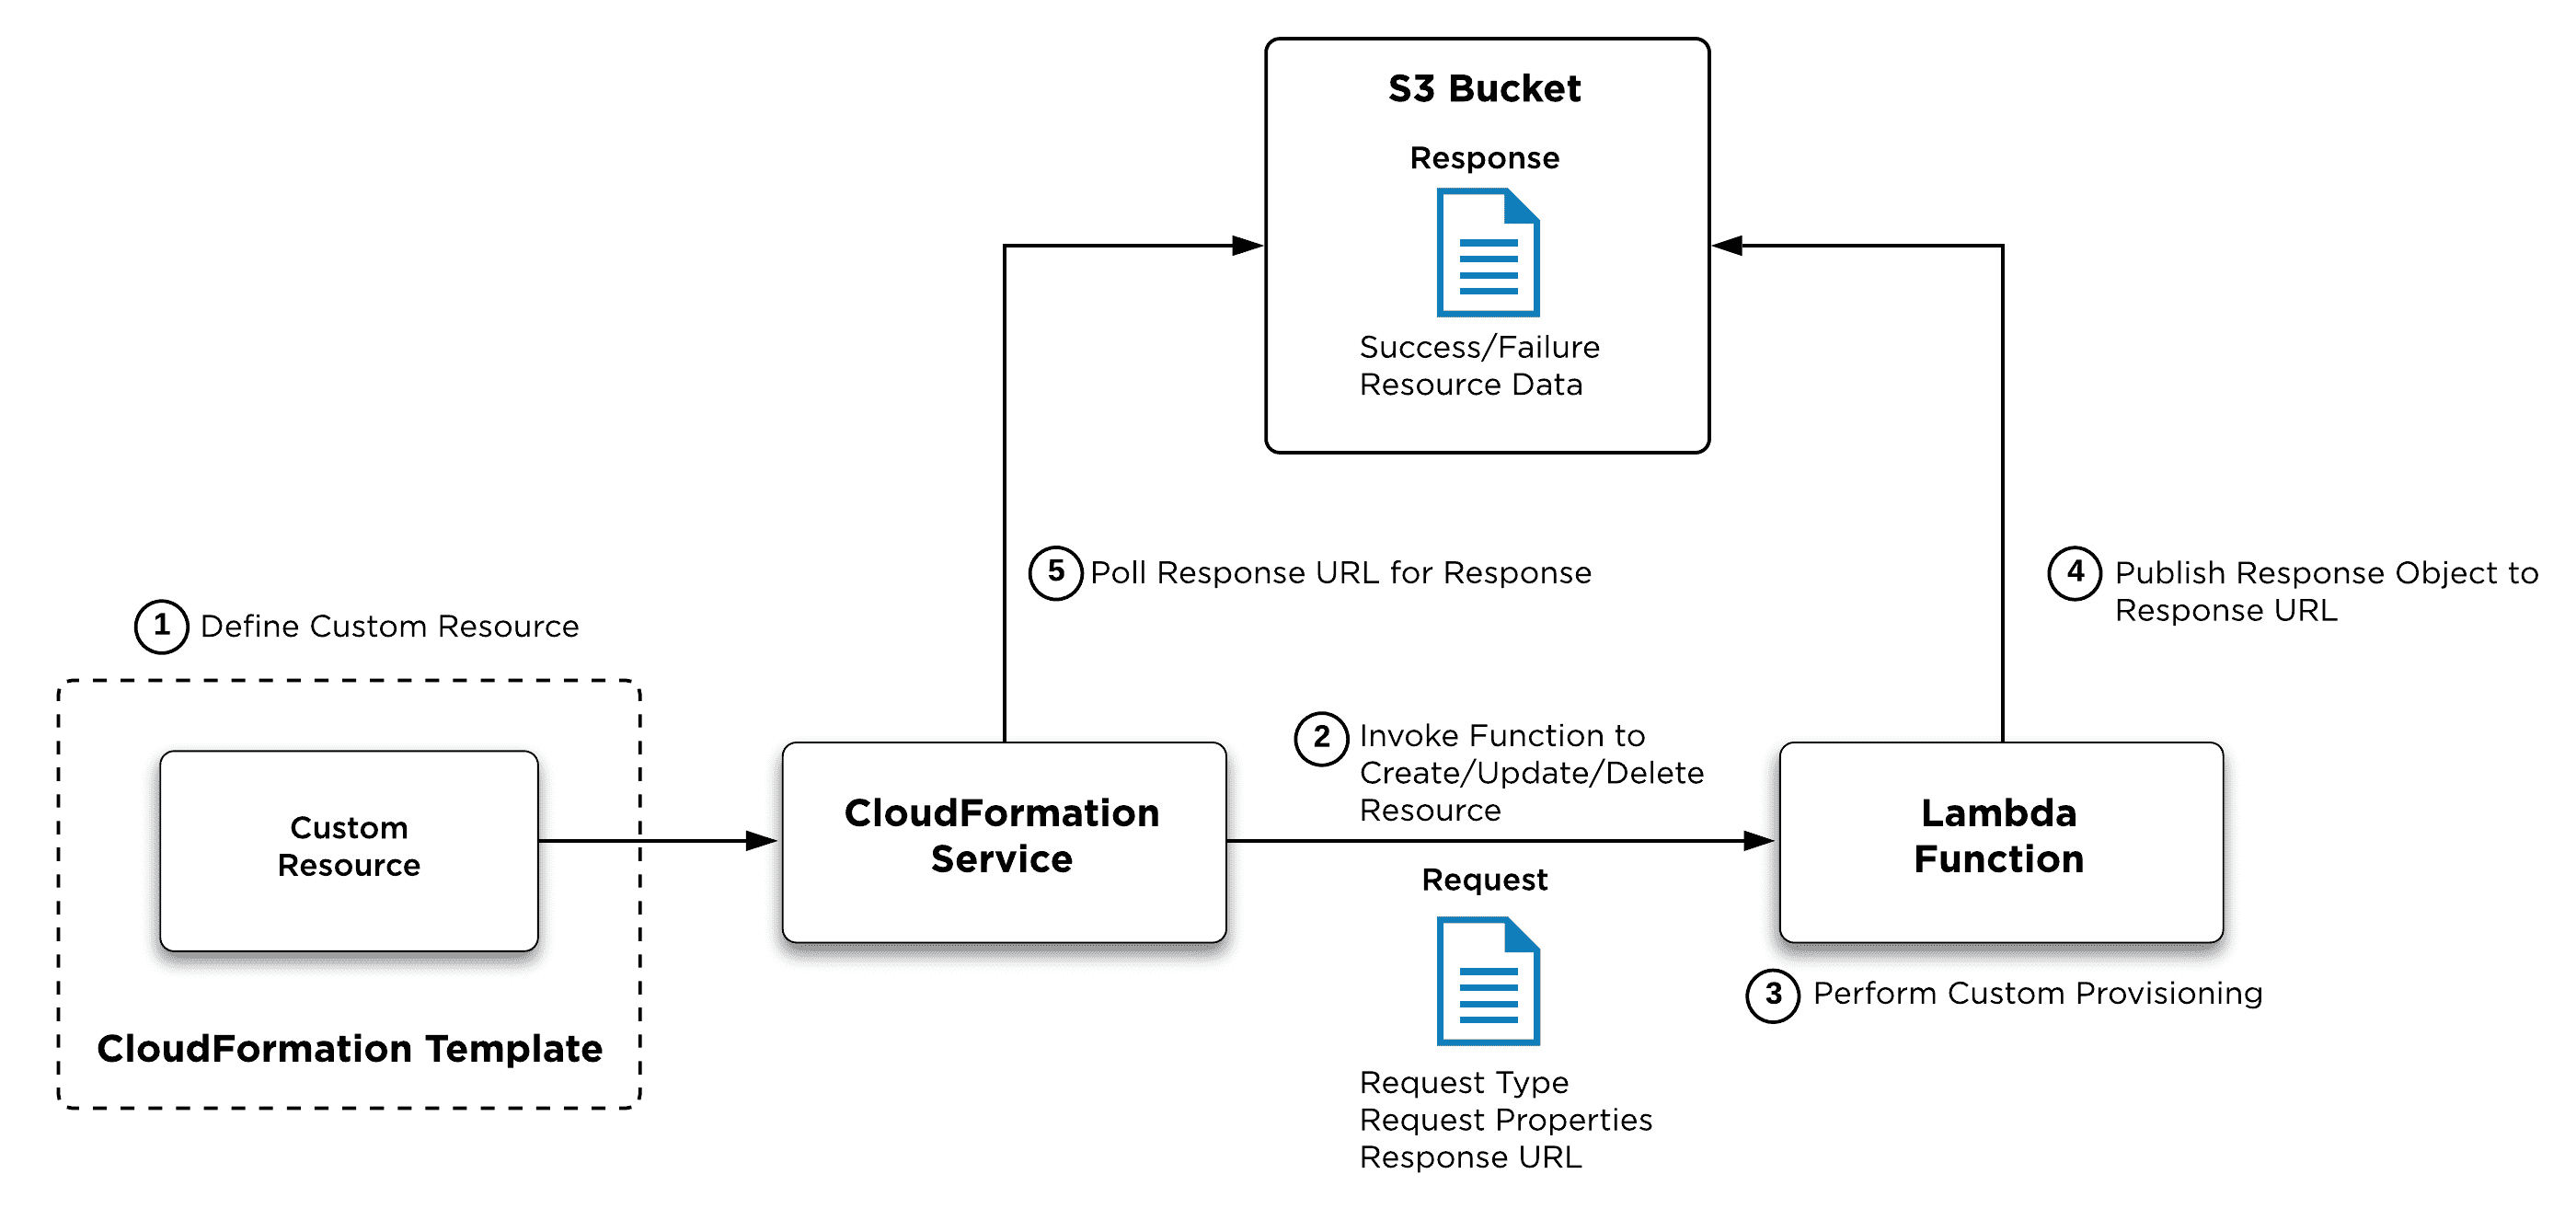 S3 Bucket
Response
Success/Failure
Resource Data
5 Poll Response URL for Response
4 Publish Response Object to
Response URL
1 Define Custom Resource
Custom
Resource
CloudFormation Template
CloudFormation
Service
2 Invoke Function to
Create/Update/Delete
Resource
Request
Request Type
Request Properties
Response URL
Lambda
Function
3 Perform Custom Provisioning